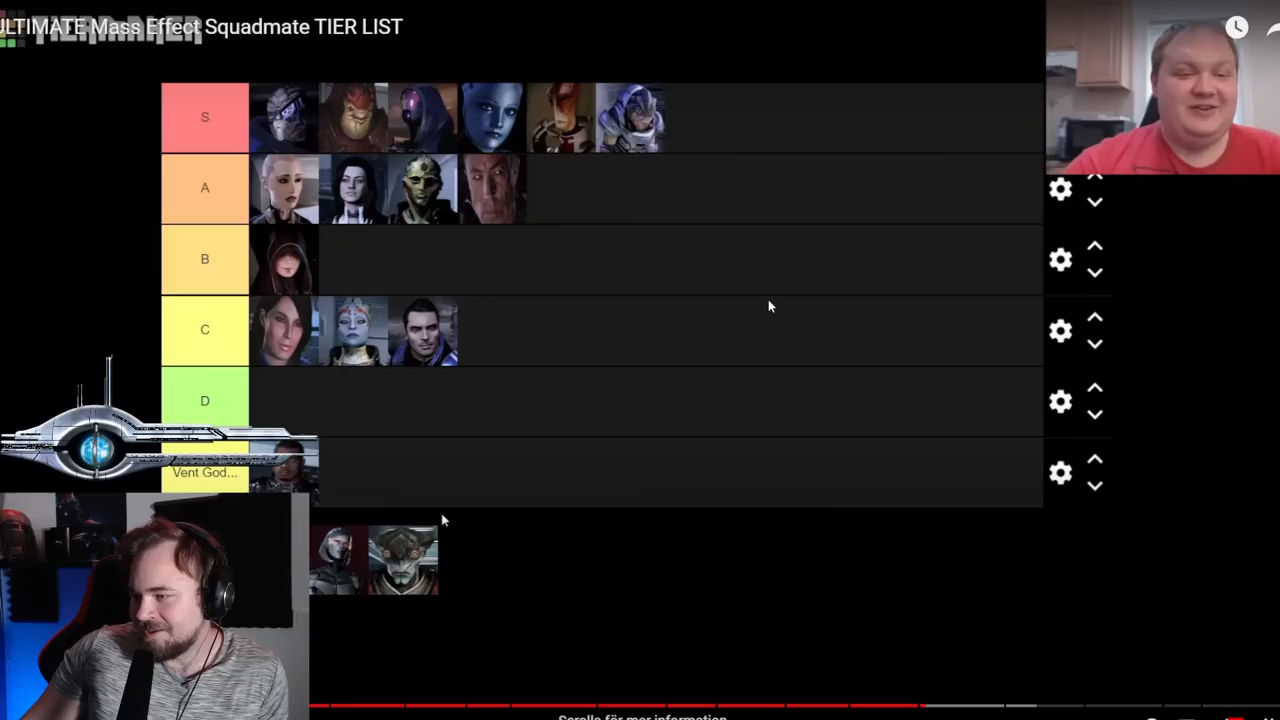 ULTIMATE Mass Effect Squadmate TIER LIST
S
A
B
C
D
Vent God...
Scrolla för mer information